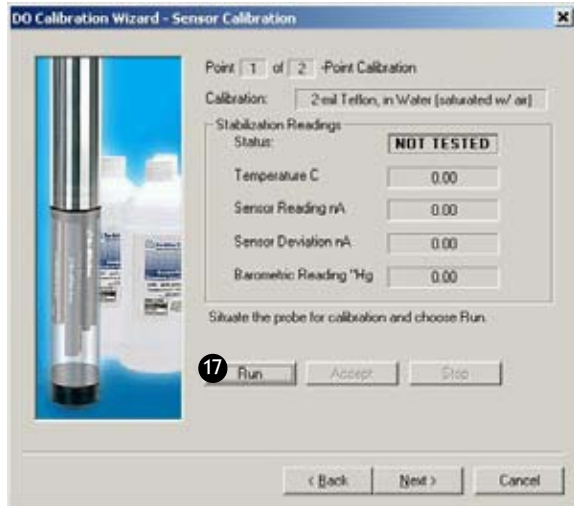 DO Calibration Wizard - Sensor Calibration
Point 1 of 2 -Point Calibration
Calibration: 2-mil Teflon, in Water (saturated w/ air)
Stabilization Readings
Status: NOT TESTED
Temperature C 0.00
Sensor Reading nA 0.00
Sensor Deviation nA 0.00
Barometric Reading "Hg 0.00
Situate the probe for calibration and choose Run.
17 Run Accept Stop
< Back Next > Cancel